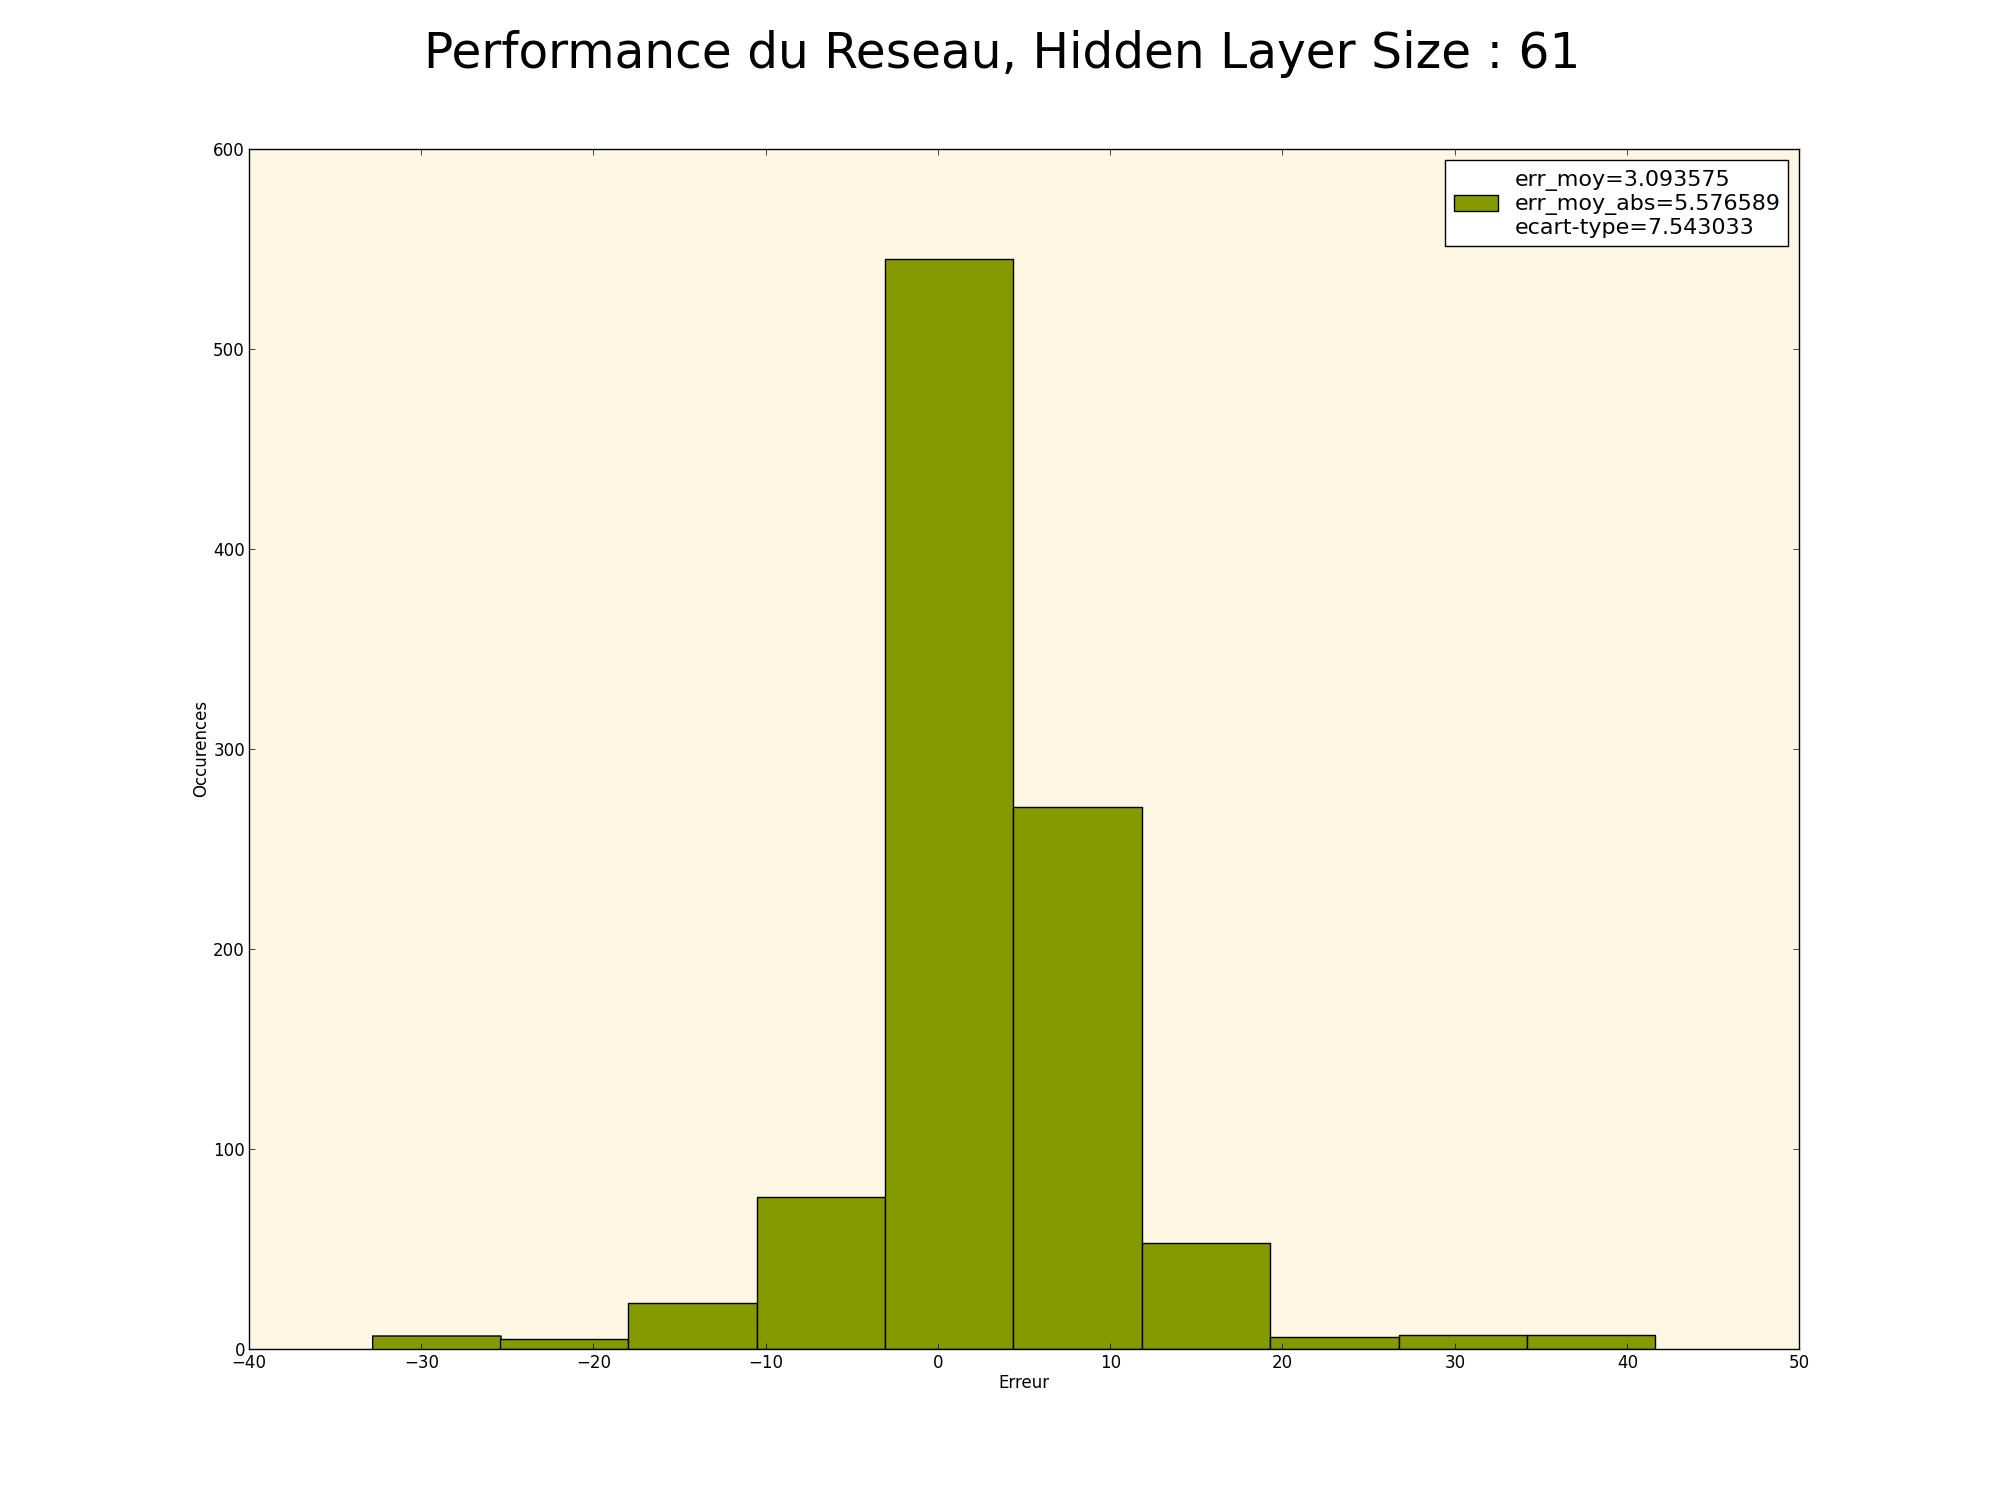 Performance du Reseau, Hidden Layer Size : 61
600
err_moy=3.093575
err_moy_abs=5.576589
ecart-type=7.543033
500
400
Occurences
300
200
100
0
−40 −30 −20 −10 0 10 20 30 40 50
Erreur